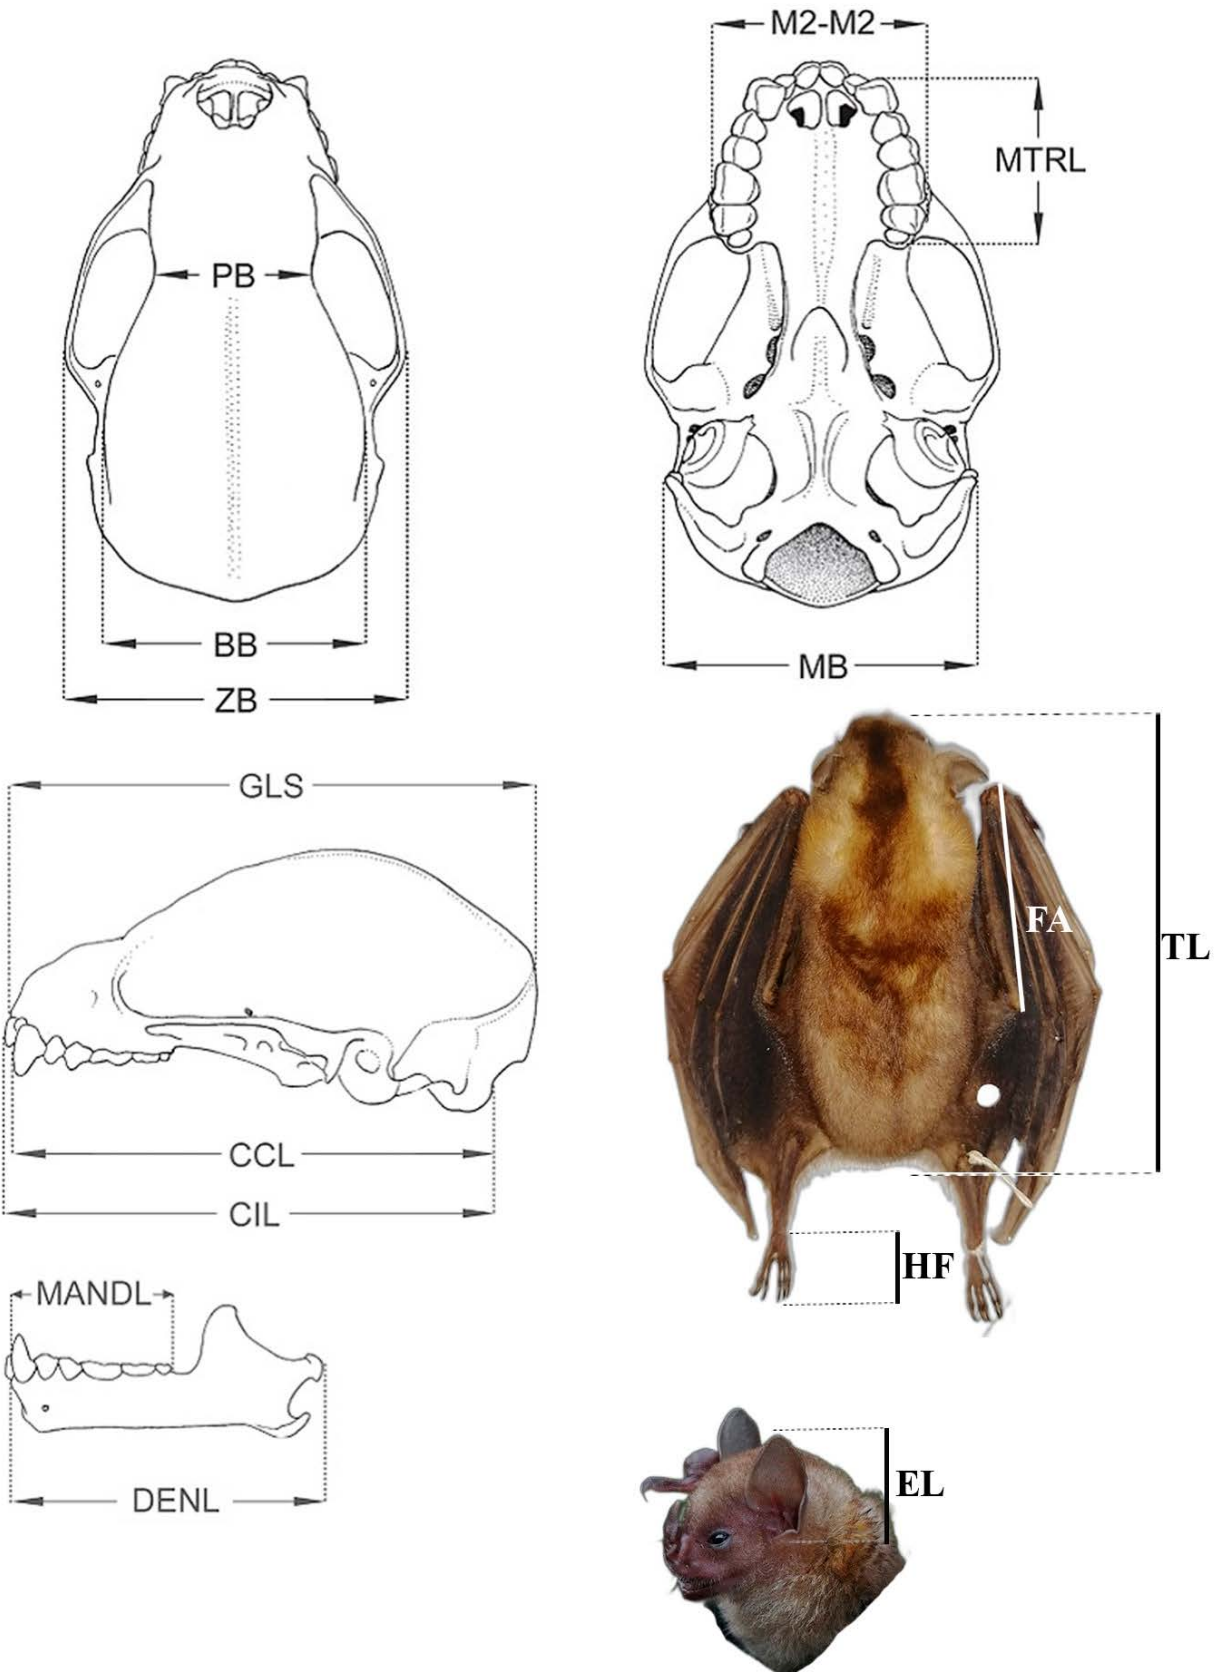 M2-M2
MTRL
PB
BB
ZB
MB
GLS
FA
TL
CCL
CIL
HF
MANDL
EL
DENL